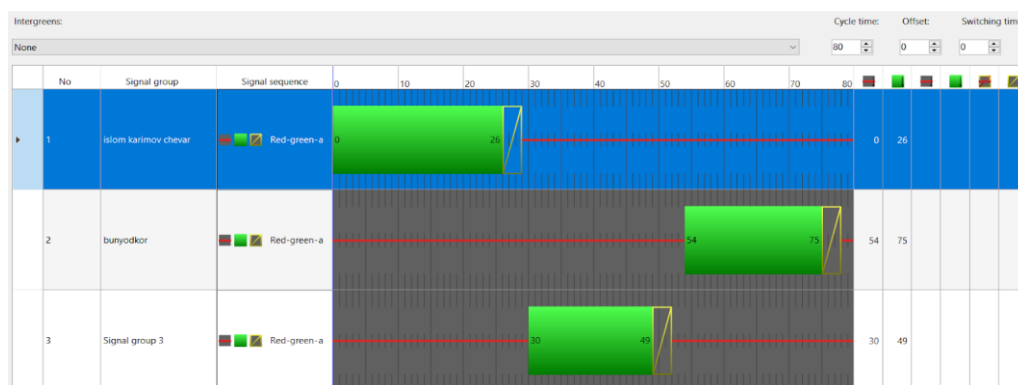 Intergreens: Cycle time: Offset: Switching tim
None 80 0 0
No Signal group Signal sequence 0 10 20 30 40 50 60 70 80
1 islom karimov chevar Red-green-a 0 26 0 26
2 bunyodkor Red-green-a 54 75 54 75
3 Signal group 3 Red-green-a 30 49 30 49